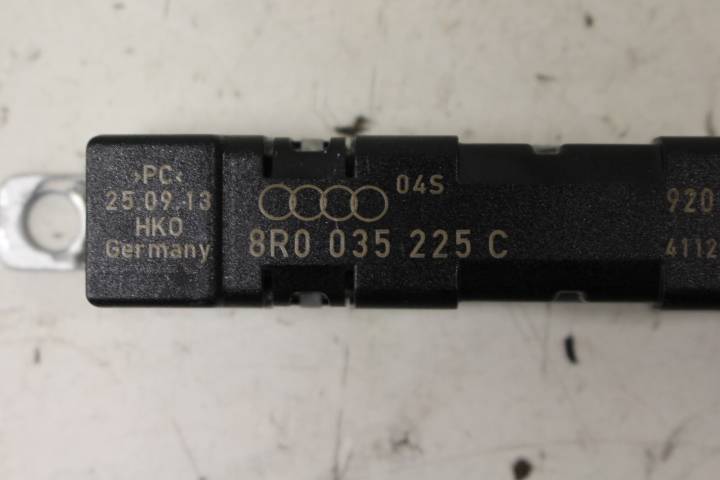 >PC<
25.09.13
HKO
Germany
04S
8R0 035 225 C
920
4112